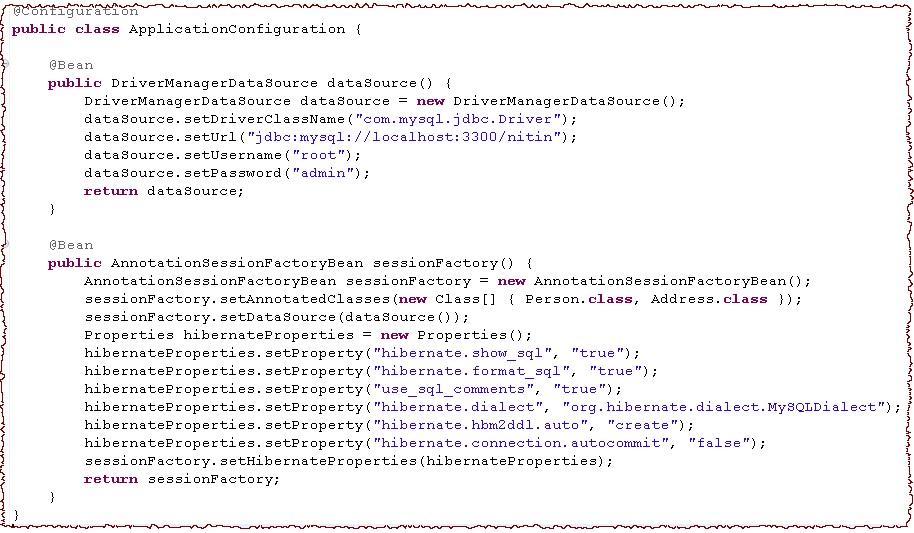 @Configuration
public class ApplicationConfiguration {
@Bean
public DriverManagerDataSource dataSource() {
DriverManagerDataSource dataSource = new DriverManagerDataSource();
dataSource.setDriverClassName("com.mysql.jdbc.Driver");
dataSource.setUrl("jdbc:mysql://localhost:3300/nitin");
dataSource.setUsername("root");
dataSource.setPassword("admin");
return dataSource;
}
@Bean
public AnnotationSessionFactoryBean sessionFactory() {
AnnotationSessionFactoryBean sessionFactory = new AnnotationSessionFactoryBean();
sessionFactory.setAnnotatedClasses(new Class[] { Person.class, Address.class });
sessionFactory.setDataSource(dataSource());
Properties hibernateProperties = new Properties();
hibernateProperties.setProperty("hibernate.show_sql", "true");
hibernateProperties.setProperty("hibernate.format_sql", "true");
hibernateProperties.setProperty("use_sql_comments", "true");
hibernateProperties.setProperty("hibernate.dialect", "org.hibernate.dialect.MySQLDialect");
hibernateProperties.setProperty("hibernate.hbm2ddl.auto", "create");
hibernateProperties.setProperty("hibernate.connection.autocommit", "false");
sessionFactory.setHibernateProperties(hibernateProperties);
return sessionFactory;
}
}